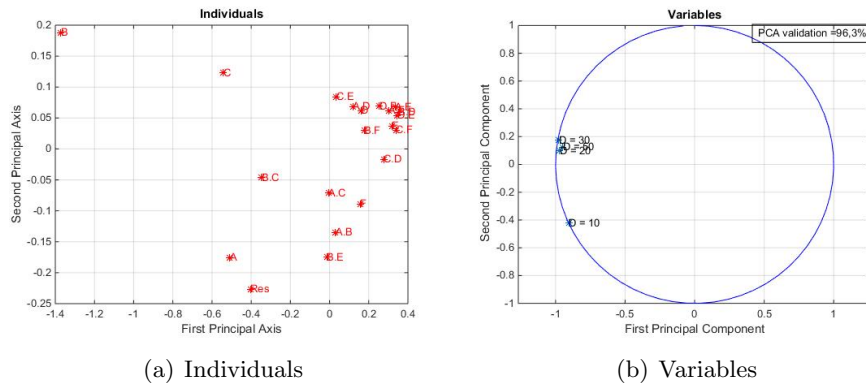 Individuals
0.2
0.15
0.1
0.05
0
-0.05
-0.1
-0.15
-0.2
-0.25
Second Principal Axis
B
C
C.E
A.D
D
B.F
C.F
C.D
B.C
A.C
F
A.B
A
B.E
Res
-1.4
-1.2
-1
-0.8
-0.6
-0.4
-0.2
0
0.2
0.4
First Principal Axis
(a) Individuals
Variables
PCA validation =96,3%
1
0.8
0.6
0.4
0.2
0
-0.2
-0.4
-0.6
-0.8
-1
Second Principal Component
D = 30
D = 20
D = 10
-1
-0.5
0
0.5
1
First Principal Component
(b) Variables